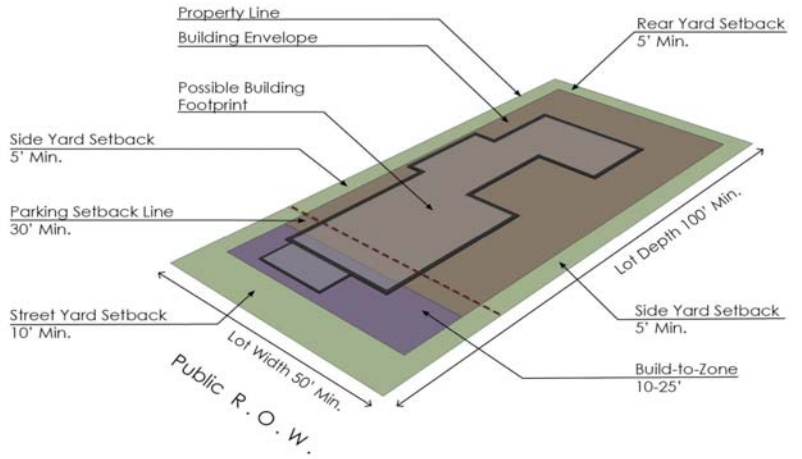 Property Line
Building Envelope
Possible Building
Footprint
Side Yard Setback
5' Min.
Parking Setback Line
30' Min.
Street Yard Setback
10' Min.
Rear Yard Setback
5' Min.
Lot Depth 100' Min.
Side Yard Setback
5' Min.
Build-to-Zone
10-25'
Lot Width 50' Min.
Public R. O. W.